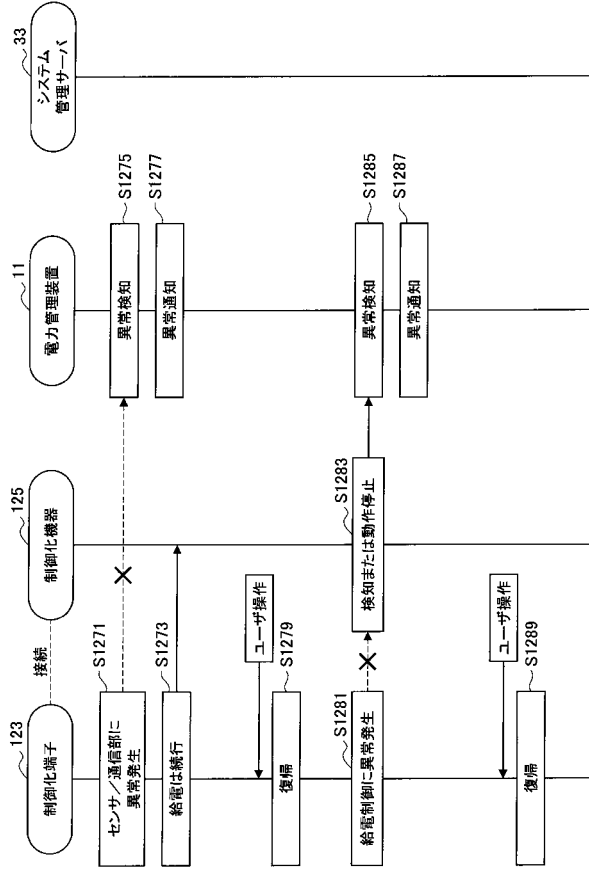 123
制御化端子
接続
125
制御化機器
11
電力管理装置
33
システム
管理サーバ
S1271
センサ／通信部に
異常発生
S1275
異常検知
S1273
給電は続行
S1277
異常通知
ユーザ操作
S1279
復帰
S1281
給電制御に異常発生
S1283
検知または動作停止
S1285
異常検知
S1287
異常通知
ユーザ操作
S1289
復帰